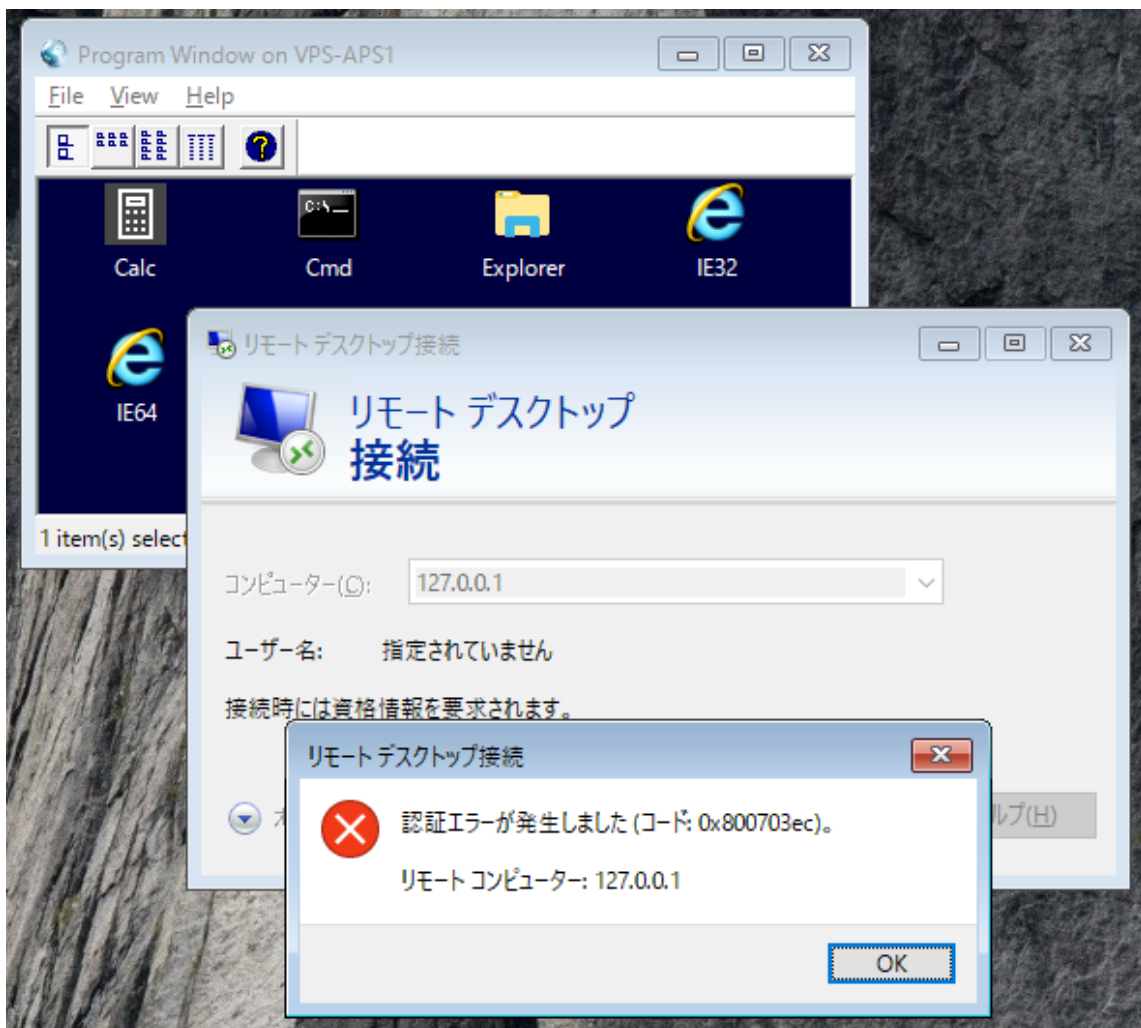 Program Window on VPS-APS1
File View Help
C:\_
Calc Cmd Explorer IE32
IE64
1 item(s) select
リモート デスクトップ接続
リモート デスクトップ
接続
コンピューター(C): 127.0.0.1
ユーザー名: 指定されていません
接続時には資格情報を要求されます。
ルプ(H)
リモート デスクトップ接続
認証エラーが発生しました (コード: 0x800703ec)。
リモート コンピューター: 127.0.0.1
OK